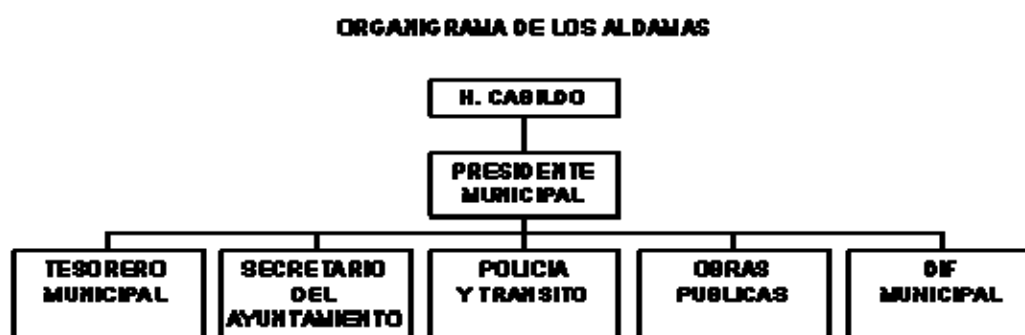 ORGANIGRAMA DE LOS ALDAMAS
H. CABILDO
PRESIDENTE
MUNICIPAL
TESORERO
MUNICIPAL
SECRETARIO
DEL
AYUNTAMIENTO
POLICIA
Y TRANSITO
OBRAS
PUBLICAS
DIF
MUNICIPAL